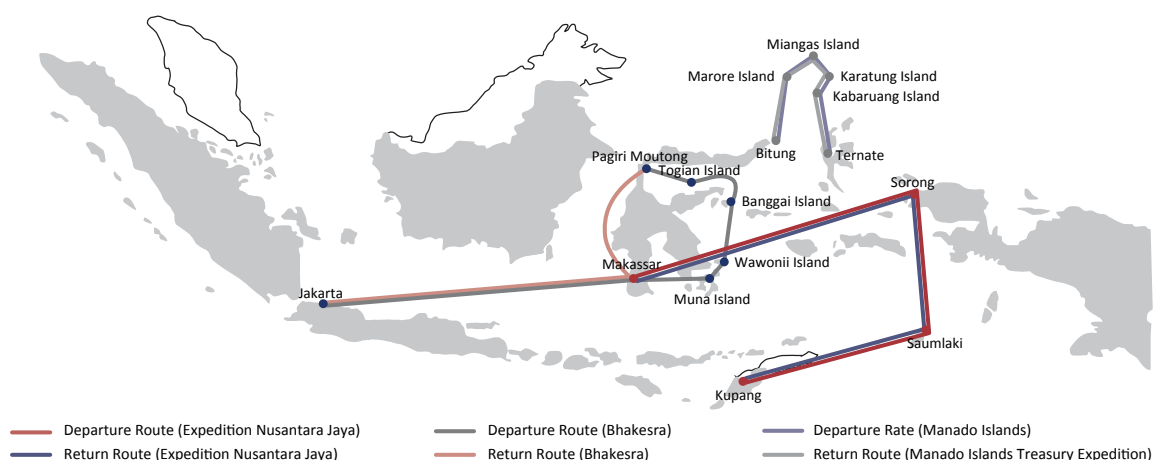 Miangas Island
Marore Island
Karatung Island
Kabaruang Island
Bitung
Ternate
Pagiri Moutong
Togian Island
Sorong
Banggai Island
Makassar
Wawonii Island
Jakarta
Muna Island
Saumlaki
Kupang
Departure Route (Expedition Nusantara Jaya)
Departure Route (Bhakesra)
Departure Rate (Manado Islands)
Return Route (Expedition Nusantara Jaya)
Return Route (Bhakesra)
Return Route (Manado Islands Treasury Expedition)